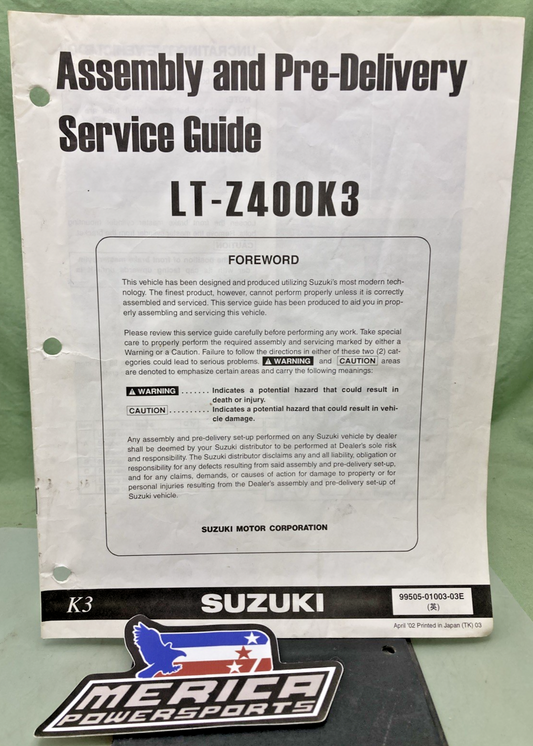 Assembly and Pre-Delivery
Service Guide
LT-Z400K3
FOREWORD
This vehicle has been designed and produced utilizing Suzuki's most modern tech-
nology. The finest product, however, cannot perform properly unless it is correctly
assembled and serviced. This service guide has been produced to aid you in prop-
erly assembling and servicing this vehicle.
Please review this service guide carefully before performing any work. Take special
care to properly perform the required assembly and servicing marked by either a
Warning or a Caution. Failure to follow the directions in either of these two (2) cat-
egories could lead to serious problems. WARNING and CAUTION areas
are denoted to emphasize certain areas and carry the following meanings:
WARNING ....... Indicates a potential hazard that could result in
death or injury.
CAUTION .......... Indicates a potential hazard that could result in vehi-
cle damage.
Any assembly and pre-delivery set-up performed on any Suzuki vehicle by dealer
shall be deemed by your Suzuki distributor to be performed at Dealer's sole risk
and responsibility. The Suzuki distributor disclaims any and all liability, obligation or
responsibility for any defects resulting from said assembly and pre-delivery set-up,
and for any claims, demands, or causes of action for damage to property or for
personal injuries resulting from the Dealer's assembly and pre-delivery set-up of
Suzuki vehicle.
SUZUKI MOTOR CORPORATION
K3
SUZUKI
99505-01003-03E
(英)
April '02 Printed in Japan (TK) 03
MERICA
POWERSPORTS